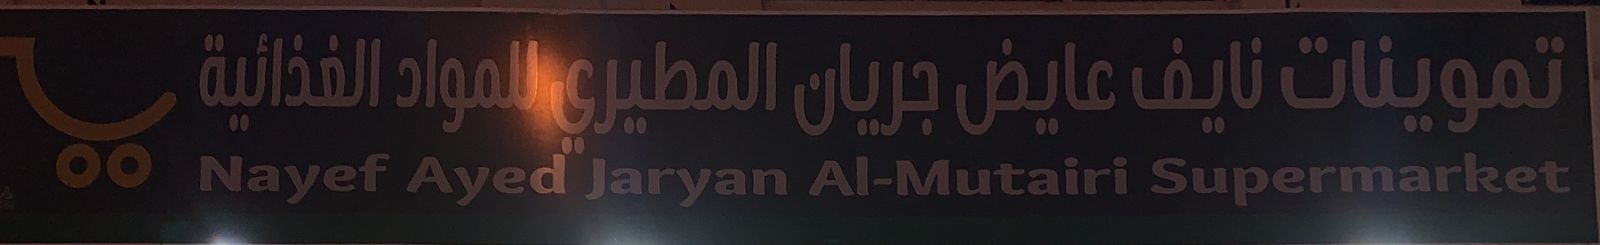 تموينات نايف عايض جريان المطيري للمواد الغذائية
Nayef Ayed Jaryan Al-Mutairi Supermarket